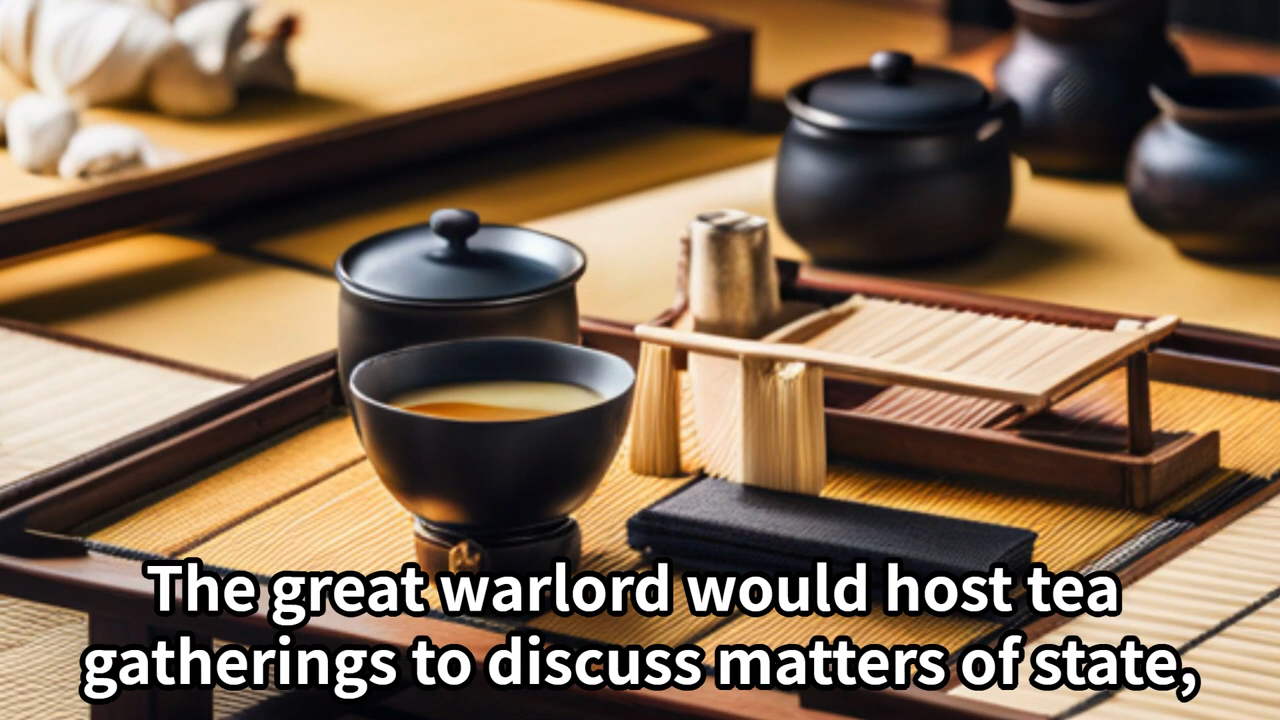 The great warlord would host tea
gatherings to discuss matters of state,